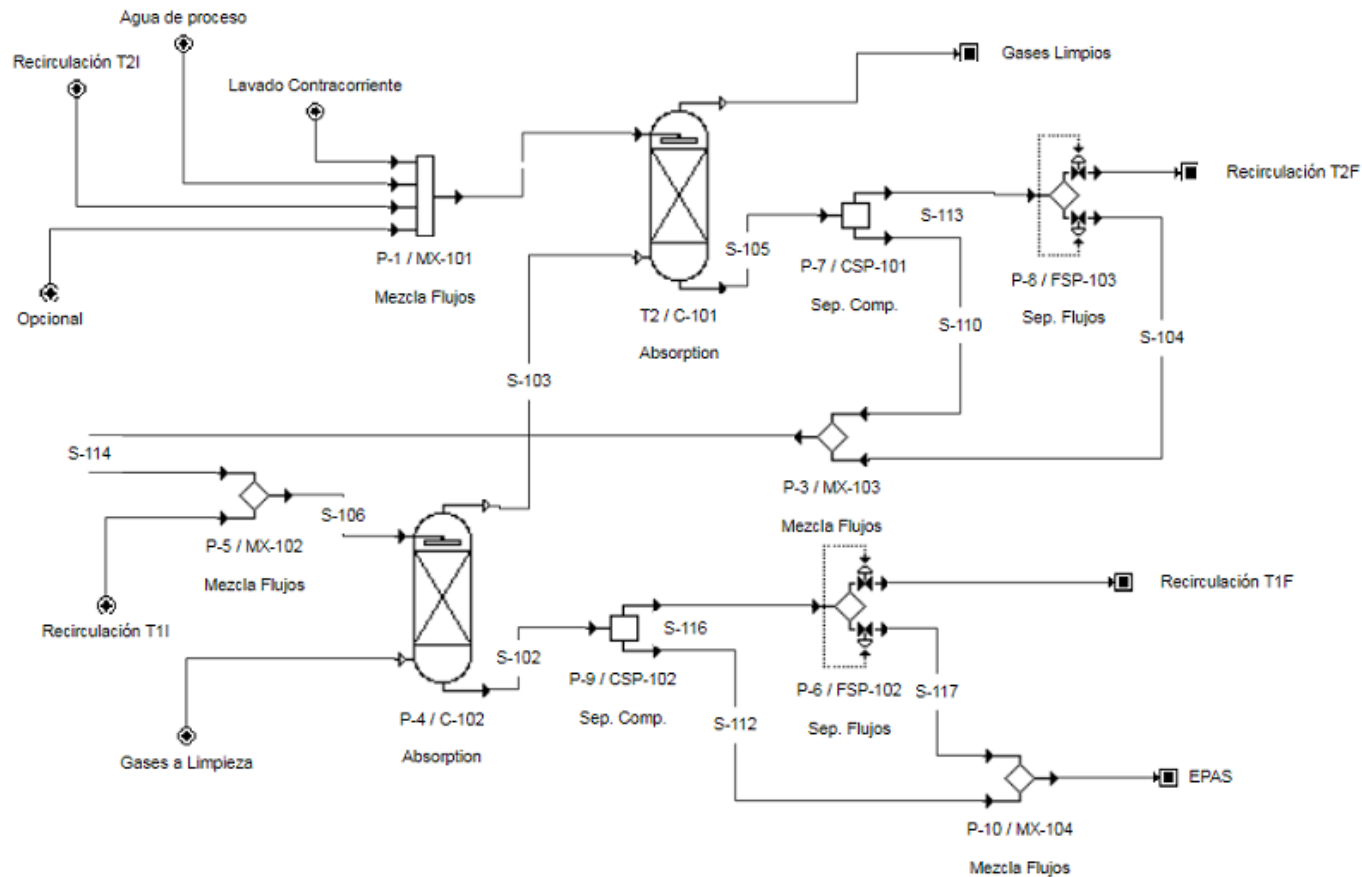 Agua de proceso
Recirculación T2I
Lavado Contracorriente
Gases Limpios
Recirculación T2F
S-113
S-105
P-1 / MX-101
Mezcla Flujos
P-7 / CSP-101
Sep. Comp.
P-8 / FSP-103
Sep. Flujos
Opcional
T2 / C-101
Absorption
S-110
S-104
S-103
S-114
P-3 / MX-103
Mezcla Flujos
S-106
P-5 / MX-102
Mezcla Flujos
Recirculación T1I
Recirculación T1F
S-116
S-102
P-9 / CSP-102
Sep. Comp.
P-6 / FSP-102
Sep. Flujos
S-117
P-4 / C-102
Absorption
S-112
Gases a Limpieza
EPAS
P-10 / MX-104
Mezcla Flujos